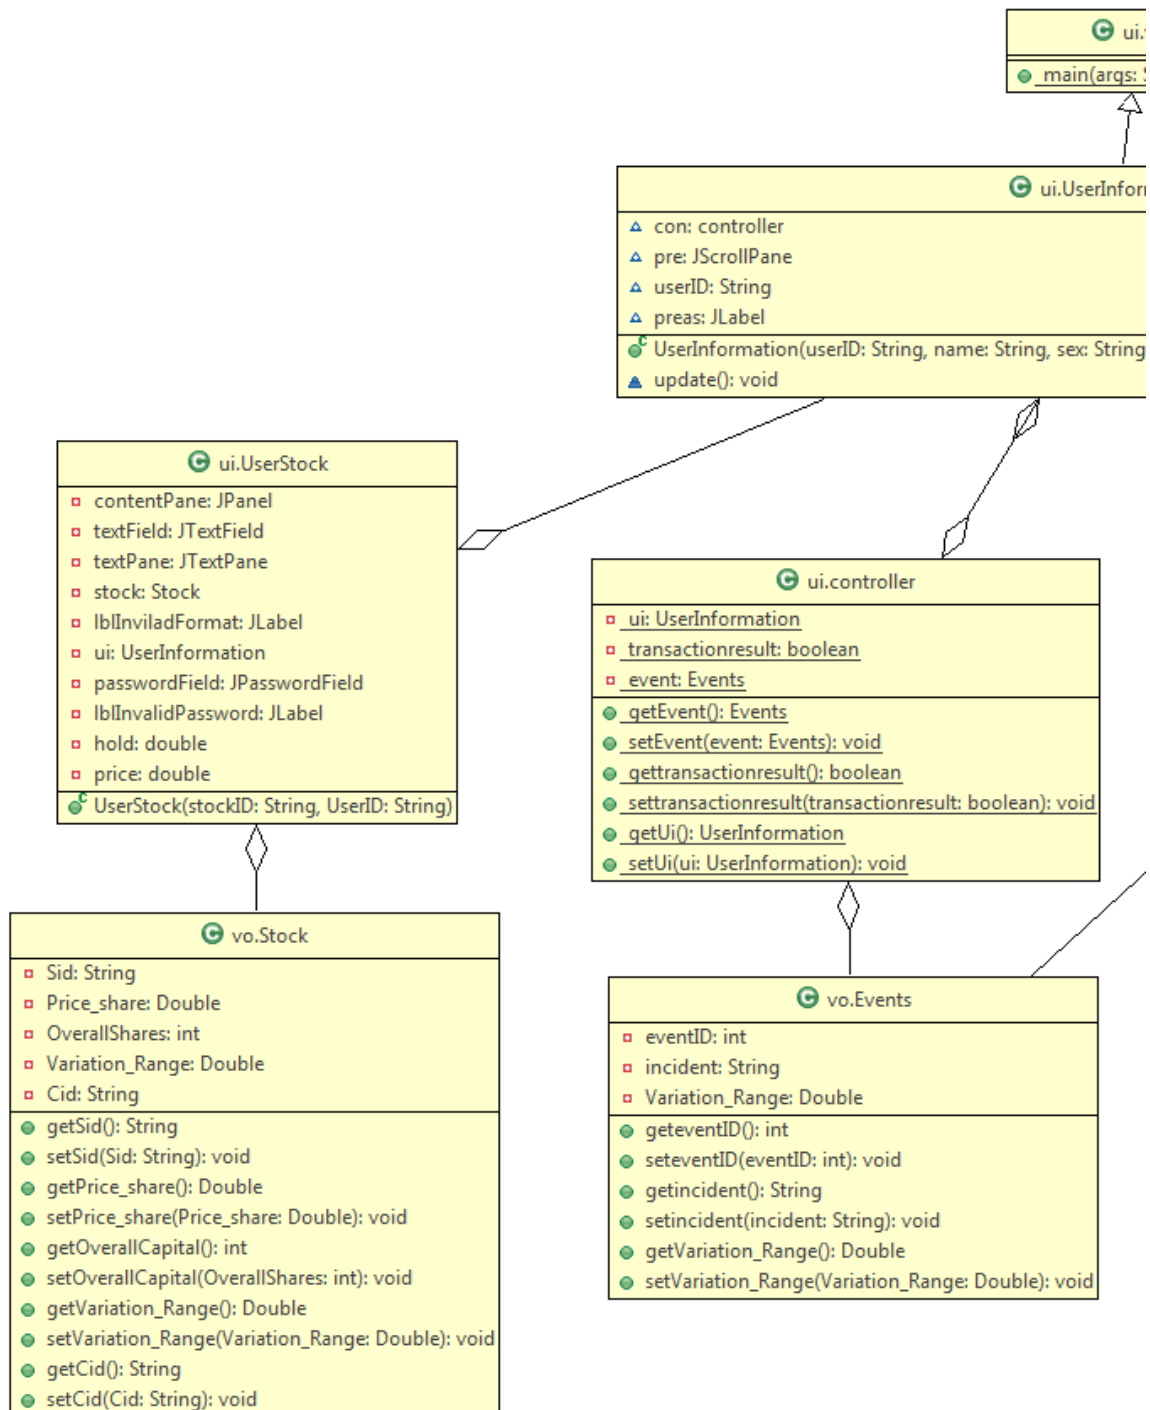 ui.
main(args:
ui.UserInfor
con: controller
pre: JScrollPane
userID: String
preas: JLabel
UserInformation(userID: String, name: String, sex: String
update(): void
ui.UserStock
contentPane: JPanel
textField: JTextField
textPane: JTextPane
stock: Stock
lblInviladFormat: JLabel
ui: UserInformation
passwordField: JPasswordField
lblInvalidPassword: JLabel
hold: double
price: double
UserStock(stockID: String, UserID: String)
ui.controller
ui: UserInformation
transactionresult: boolean
event: Events
getEvent(): Events
setEvent(event: Events): void
gettransactionresult(): boolean
settransactionresult(transactionresult: boolean): void
getUi(): UserInformation
setUi(ui: UserInformation): void
vo.Stock
Sid: String
Price_share: Double
OverallShares: int
Variation_Range: Double
Cid: String
getSid(): String
setSid(Sid: String): void
getPrice_share(): Double
setPrice_share(Price_share: Double): void
getOverallCapital(): int
setOverallCapital(OverallShares: int): void
getVariation_Range(): Double
setVariation_Range(Variation_Range: Double): void
getCid(): String
setCid(Cid: String): void
vo.Events
eventID: int
incident: String
Variation_Range: Double
geteventID(): int
seteventID(eventID: int): void
getincident(): String
setincident(incident: String): void
getVariation_Range(): Double
setVariation_Range(Variation_Range: Double): void